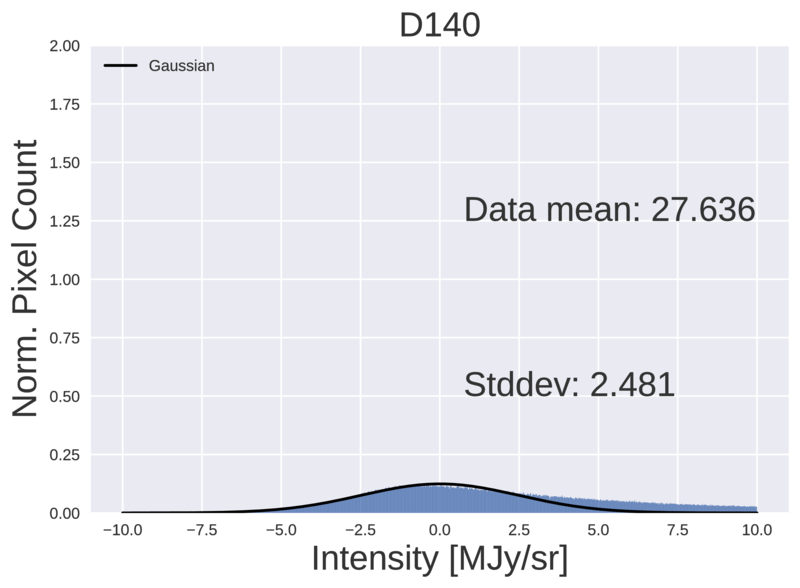 D140
2.00
Gaussian
1.75
1.50
Data mean: 27.636
1.25
1.00
0.75
Stddev: 2.481
0.50
0.25
0.00
−10.0 −7.5 −5.0 −2.5 0.0 2.5 5.0 7.5 10.0
Norm. Pixel Count
Intensity [MJy/sr]